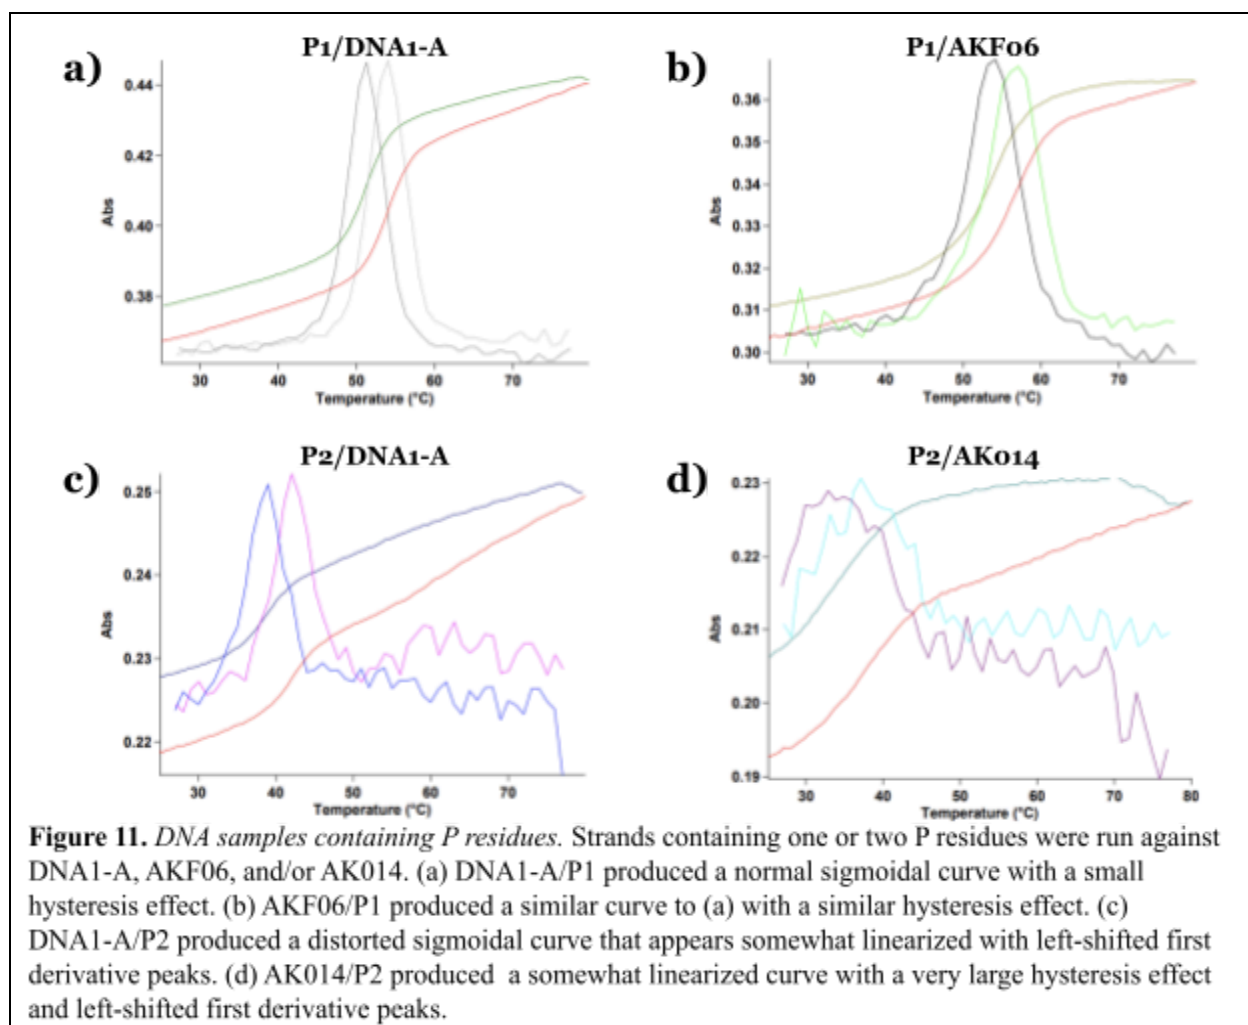 a)
P1/DNA1-A
0.44
0.42
0.40
0.38
Abs
30 40 50 60 70
Temperature (°C)
b)
P1/AKF06
0.36
0.35
0.34
0.33
0.32
0.31
0.30
Abs
30 40 50 60 70
Temperature (°C)
c)
P2/DNA1-A
0.25
0.24
0.23
0.22
Abs
30 40 50 60 70
Temperature (°C)
d)
P2/AK014
0.23
0.22
0.21
0.20
0.19
Abs
30 40 50 60 70 80
Temperature (°C)
Figure 11. DNA samples containing P residues. Strands containing one or two P residues were run against
DNA1-A, AKF06, and/or AK014. (a) DNA1-A/P1 produced a normal sigmoidal curve with a small
hysteresis effect. (b) AKF06/P1 produced a similar curve to (a) with a similar hysteresis effect. (c)
DNA1-A/P2 produced a distorted sigmoidal curve that appears somewhat linearized with left-shifted first
derivative peaks. (d) AK014/P2 produced a somewhat linearized curve with a very large hysteresis effect
and left-shifted first derivative peaks.